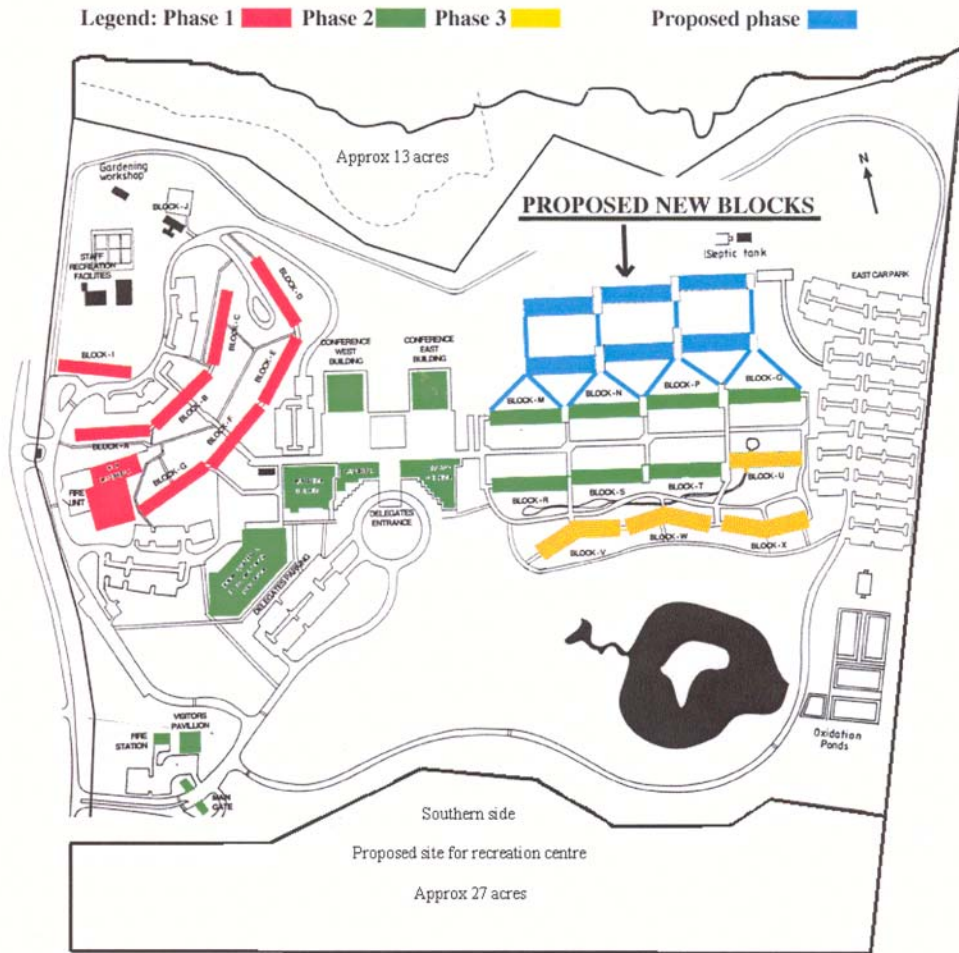 Legend: Phase 1 Phase 2 Phase 3 Proposed phase
Approx 13 acres
N
Gardening
workshop
BLOCK-J
PROPOSED NEW BLOCKS
Septic tank
STAFF
RECREATION
FACILITIES
EAST CAR PARK
BLOCK-D
BLOCK-C
CONFERENCE
WEST
BUILDING
CONFERENCE
EAST
BUILDING
BLOCK-I
BLOCK-E
BLOCK-B
BLOCK-F
BLOCK-A
BLOCK-G
BLOCK-M
BLOCK-N
BLOCK-P
BLOCK-Q
FIRE
UNIT
BLOCK-U
BLOCK-R
BLOCK-S
BLOCK-T
DELEGATES
ENTRANCE
BLOCK-V
BLOCK-W
BLOCK-X
DELEGATES PARKING
VISITORS
PAVILLION
FIRE
STATION
Oxidation
Ponds
MAIN
GATE
Southern side
Proposed site for recreation centre
Approx 27 acres